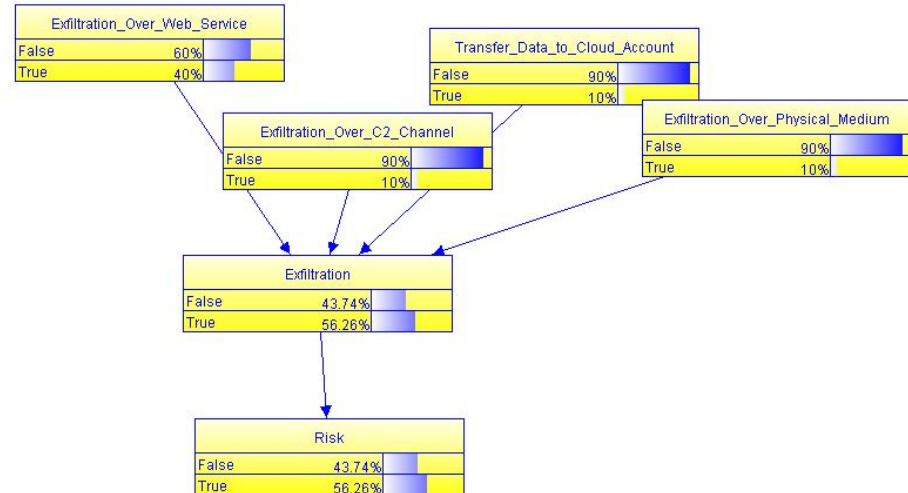 Exfiltration_Over_Web_Service
False 60%
True 40%
Transfer_Data_to_Cloud_Account
False 90%
True 10%
Exfiltration_Over_C2_Channel
False 90%
True 10%
Exfiltration_Over_Physical_Medium
False 90%
True 10%
Exfiltration
False 43.74%
True 56.26%
Risk
False 43.74%
True 56.26%